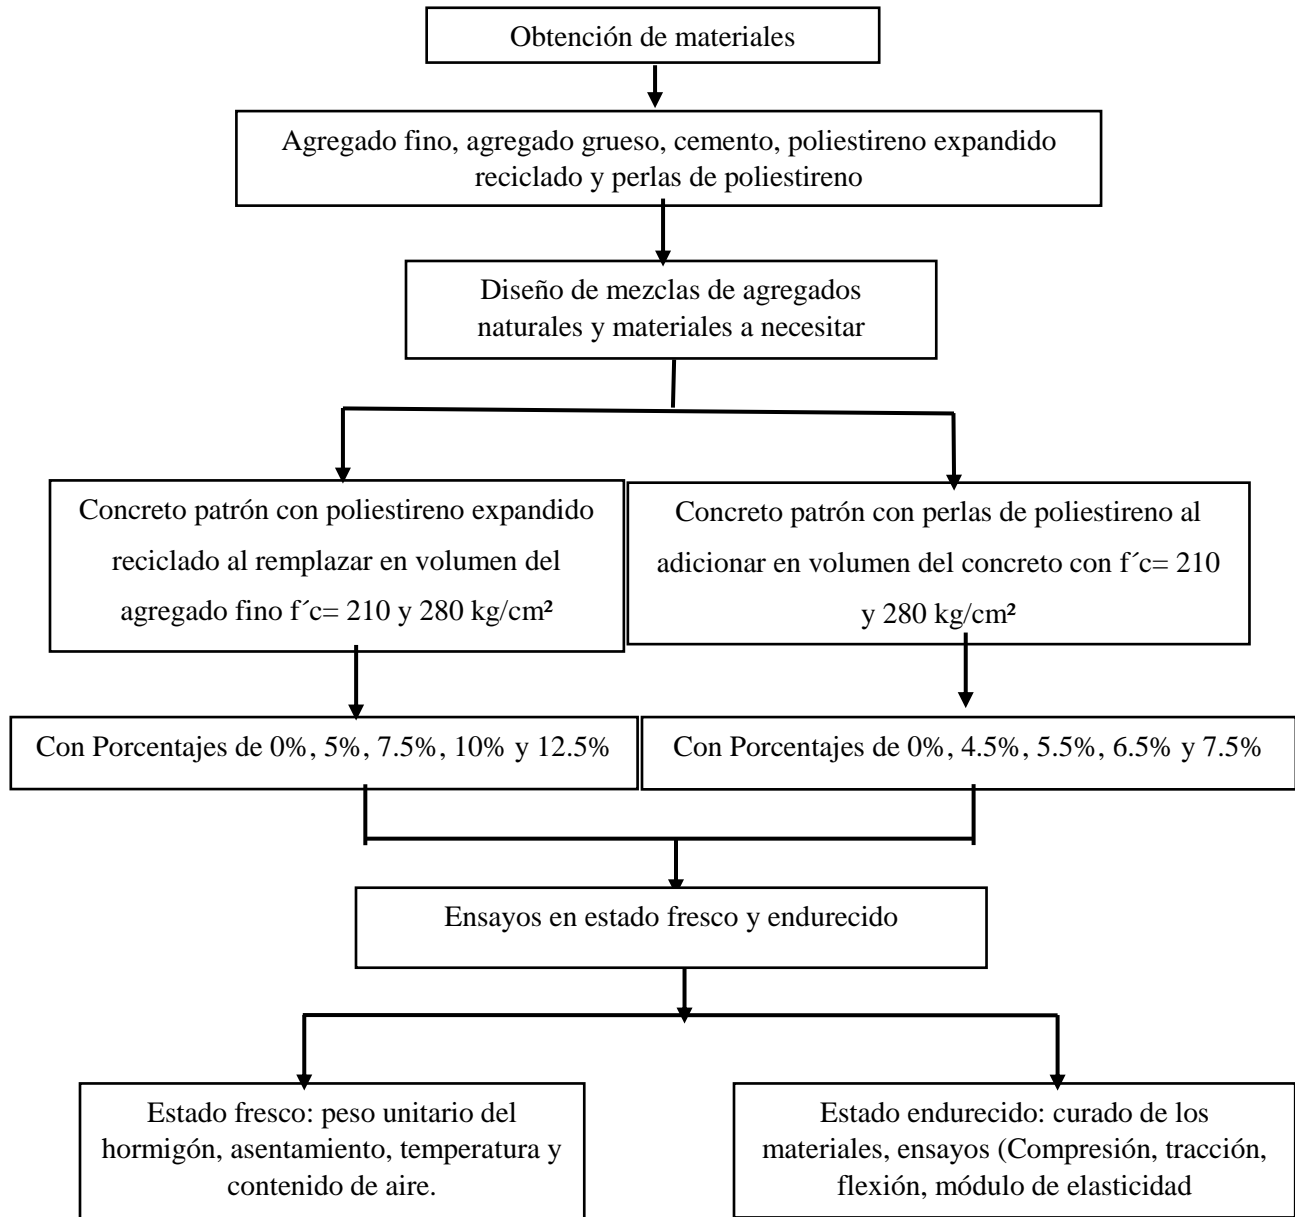 Obtención de materiales
Agregado fino, agregado grueso, cemento, poliestireno expandido
reciclado y perlas de poliestireno
Diseño de mezclas de agregados
naturales y materiales a necesitar
Concreto patrón con poliestireno expandido
reciclado al remplazar en volumen del
agregado fino f´c= 210 y 280 kg/cm²
Concreto patrón con perlas de poliestireno al
adicionar en volumen del concreto con f´c= 210
y 280 kg/cm²
Con Porcentajes de 0%, 5%, 7.5%, 10% y 12.5%
Con Porcentajes de 0%, 4.5%, 5.5%, 6.5% y 7.5%
Ensayos en estado fresco y endurecido
Estado fresco: peso unitario del
hormigón, asentamiento, temperatura y
contenido de aire.
Estado endurecido: curado de los
materiales, ensayos (Compresión, tracción,
flexión, módulo de elasticidad